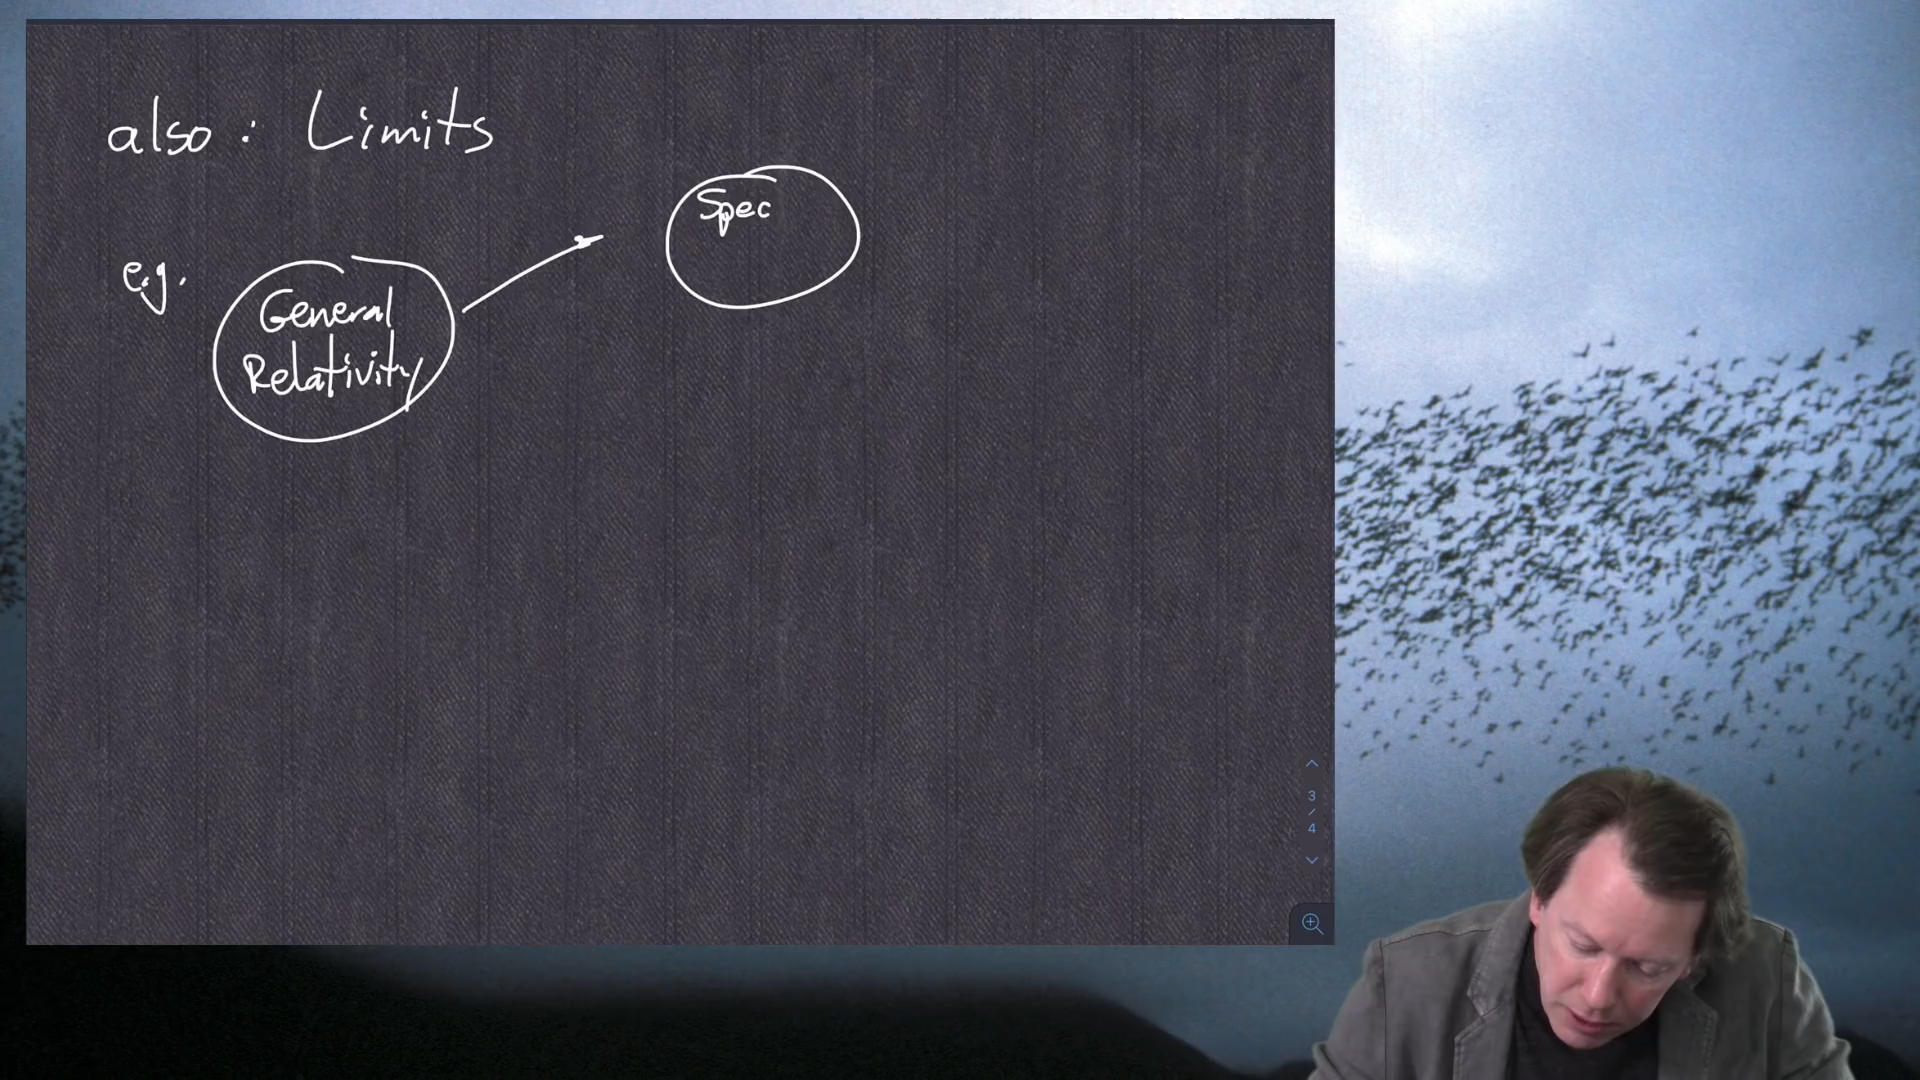 also : Limits
Spec
e.g.
General
Relativity
3
/
4